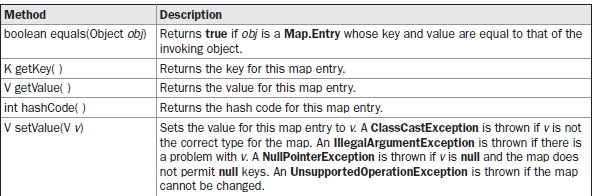 Method Description
boolean equals(Object obj) Returns true if obj is a Map.Entry whose key and value are equal to that of the
invoking object.
K getKey( ) Returns the key for this map entry.
V getValue( ) Returns the value for this map entry.
int hashCode( ) Returns the hash code for this map entry.
V setValue(V v) Sets the value for this map entry to v. A ClassCastException is thrown if v is not
the correct type for the map. An IllegalArgumentException is thrown if there is
a problem with v. A NullPointerException is thrown if v is null and the map does
not permit null keys. An UnsupportedOperationException is thrown if the map
cannot be changed.